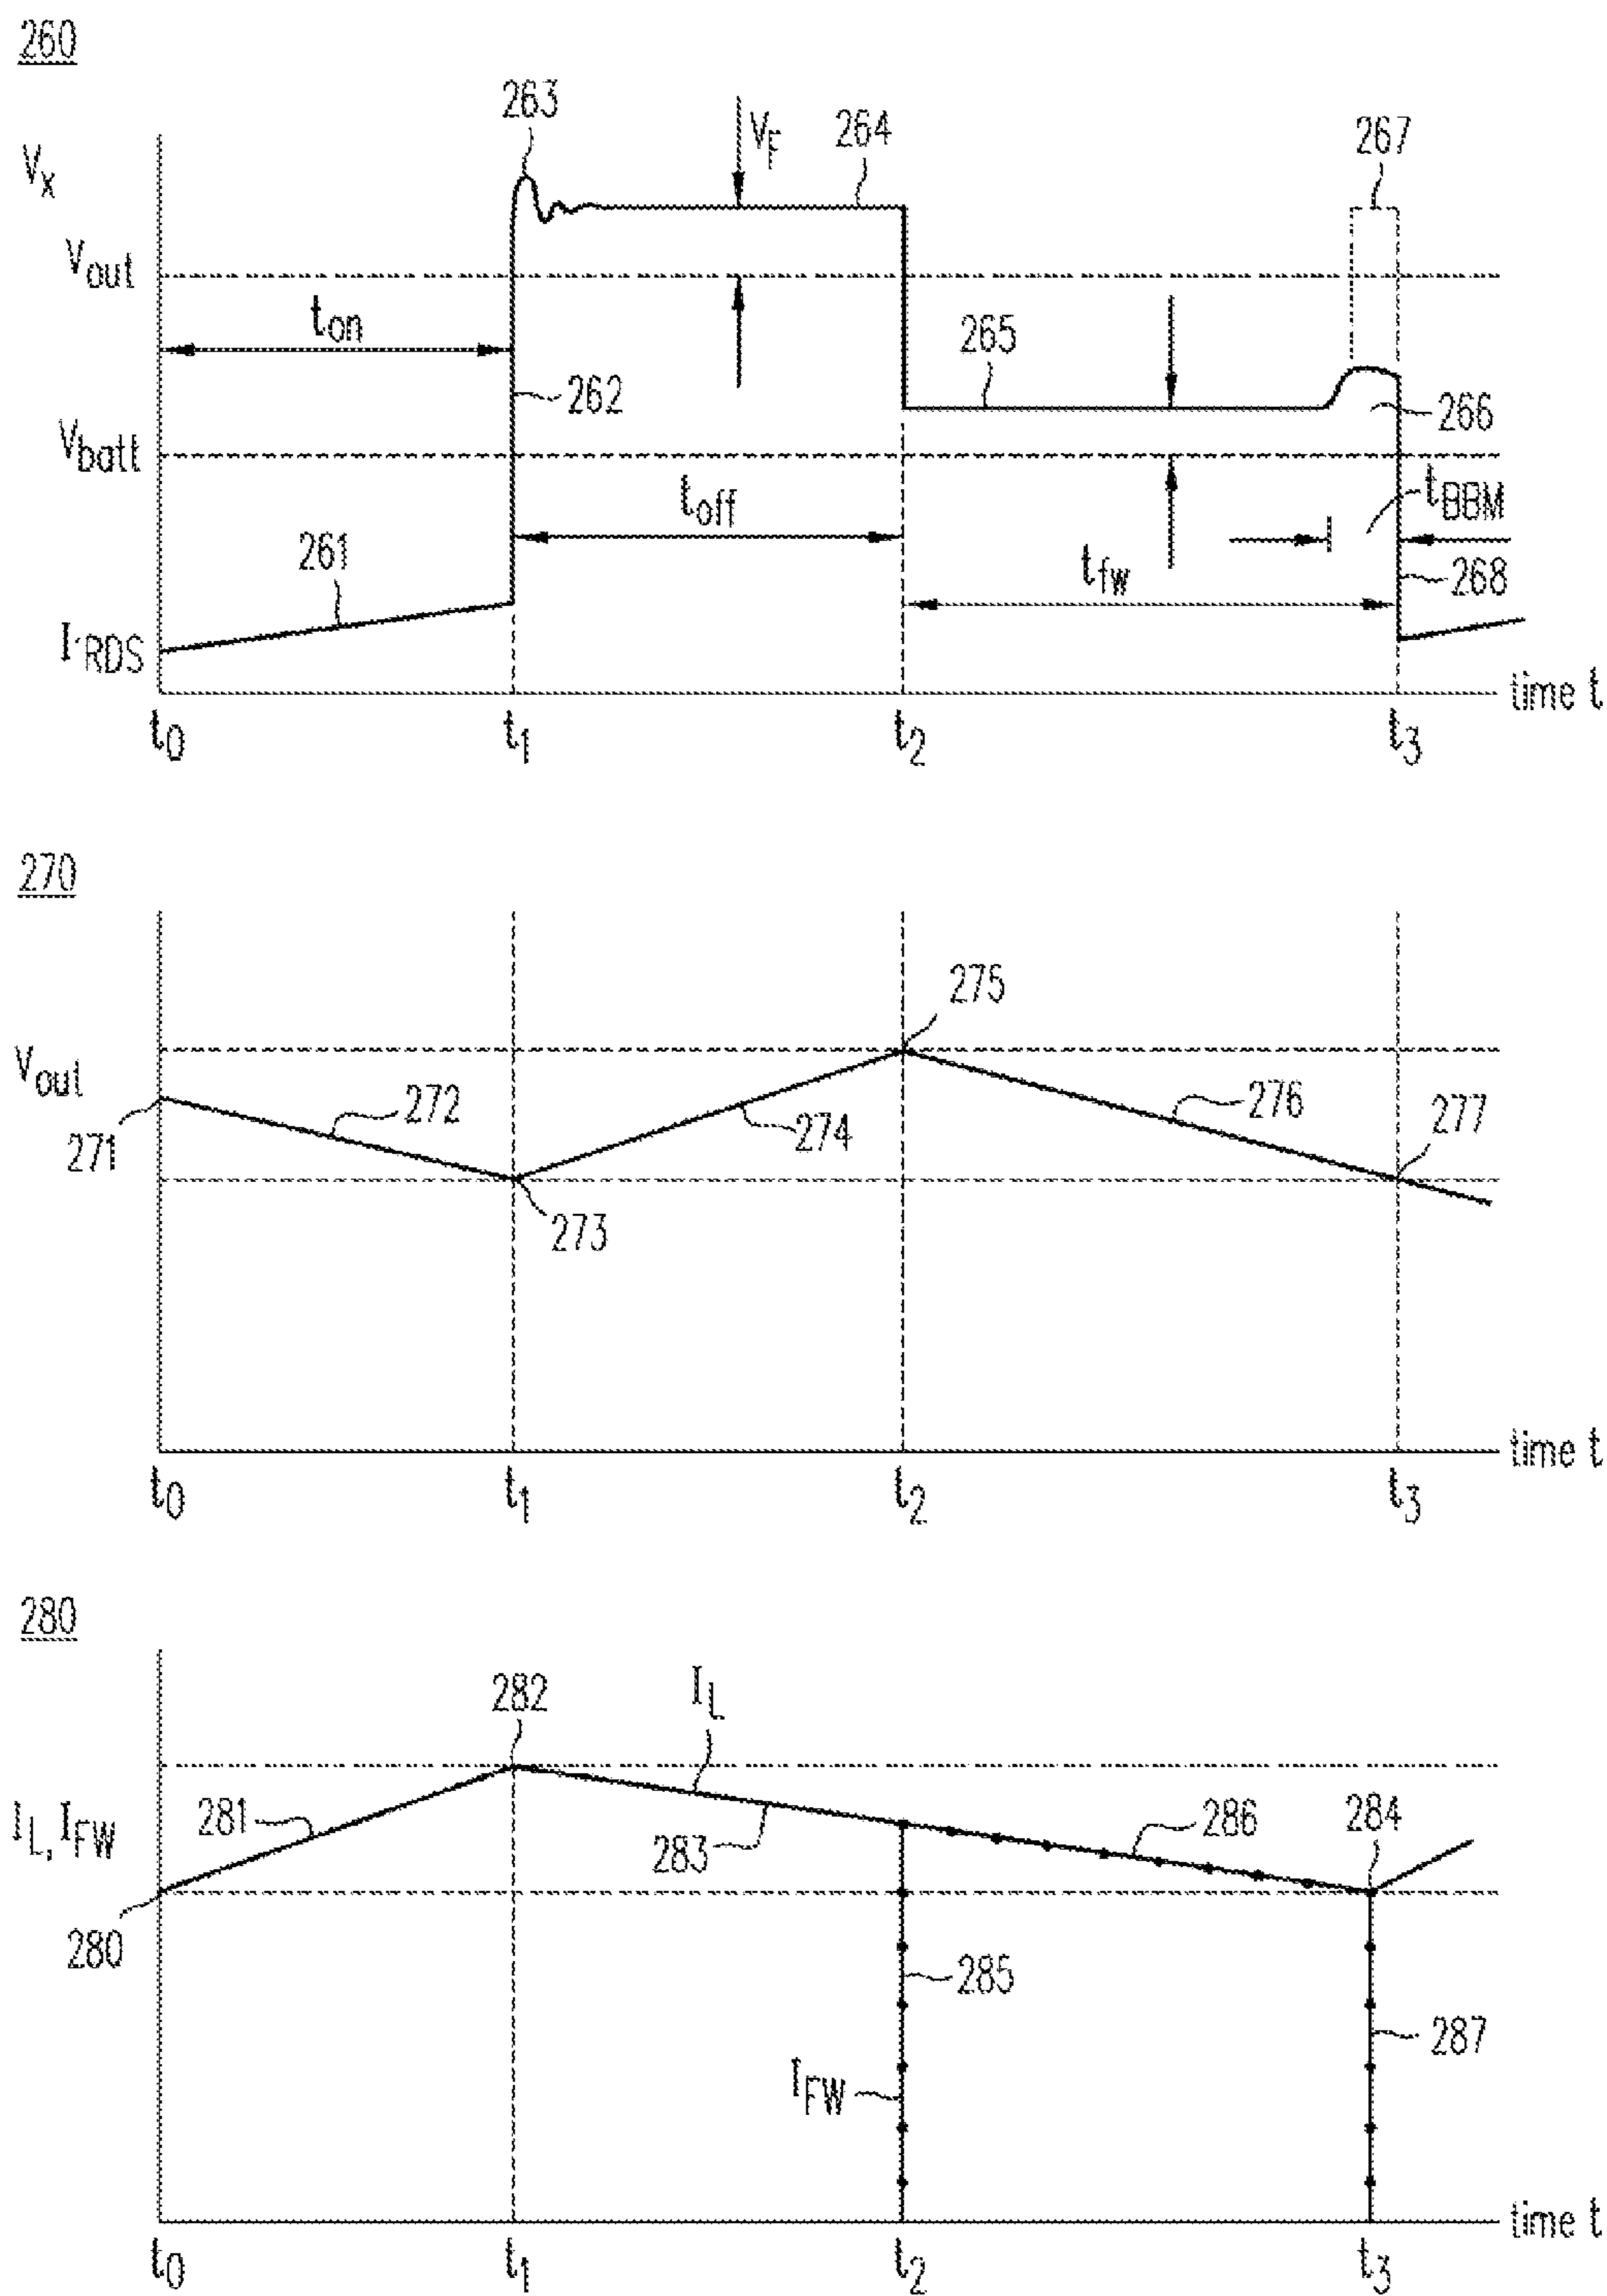 260
263
V_F
264
267
V_x
V_out
t_on
265
262
266
V_batt
t_off
t_BBM
261
t_fw
268
I·RDS
time t
t_0 t_1 t_2 t_3
270
275
V_out
272
276
277
271
274
273
time t
t_0 t_1 t_2 t_3
280
282
I_L
281
286
284
I_L, I_FW
283
280
285
287
I_FW
time t
t_0 t_1 t_2 t_3